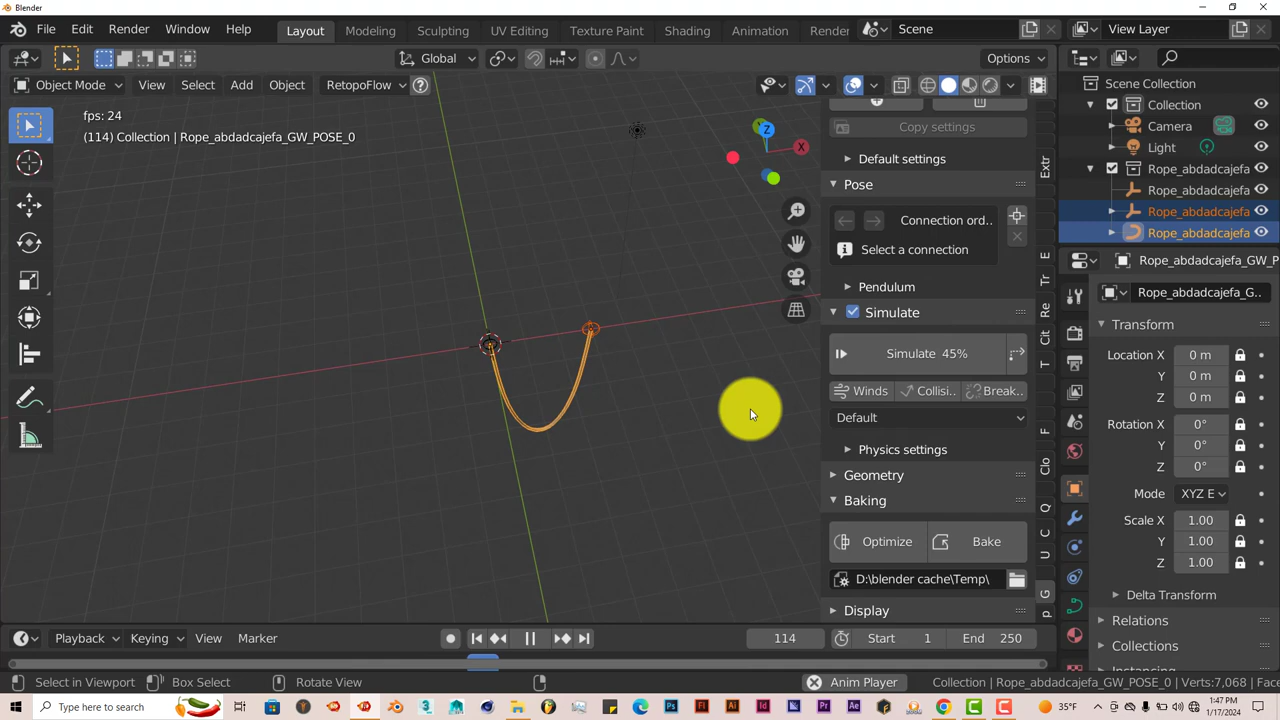 Blender
File Edit Render Window Help Layout Modeling Sculpting UV Editing Texture Paint Shading Animation Scene View Layer
Global Options
Object Mode View Select Add Object RetopoFlow
fps: 24
(114) Collection | Rope_abdadcajefa_GW_POSE_0
Z
X
Copy settings
Default settings
Pose
Connection ord..
Select a connection
Pendulum
Simulate
Simulate 45%
Winds Collisi.. Break..
Default
Physics settings
Geometry
Baking
Optimize Bake
D:\blender cache\Temp\
Display
Extr
E
Tr
Re
Cit
T
F
Clo
Q
C
U
G
P
Scene Collection
Collection
Camera
Light
Rope_abdadcajefa
Rope_abdadcajefa
Rope_abdadcajefa
Rope_abdadcajefa
Rope_abdadcajefa_GW_P
Rope_abdadcajefa_G..
Transform
Location X 0 m
Y 0 m
Z 0 m
Rotation X 0°
Y 0°
Z 0°
Mode XYZ E
Scale X 1.00
Y 1.00
Z 1.00
Delta Transform
Relations
Collections
Playback Keying View Marker 114 Start 1 End 250
Select in Viewport Box Select Rotate View Anim Player Collection | Rope_abdadcajefa_GW_POSE_0 | Verts:7,068 | Face
Type here to search 35°F 1:47 PM
1/17/2024